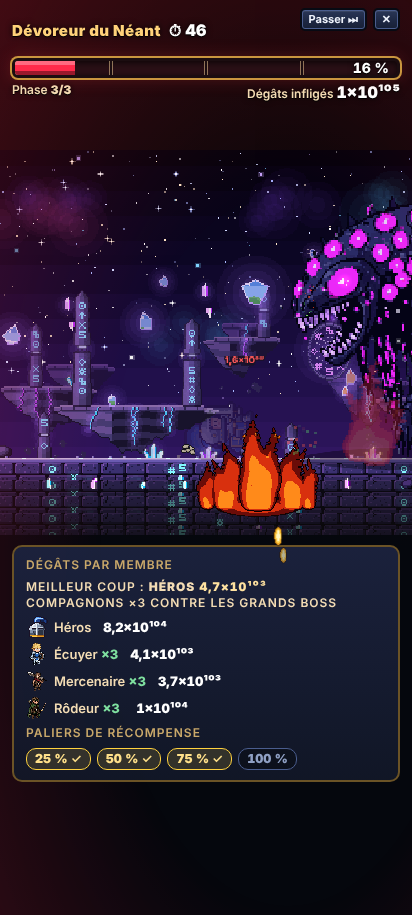 Passer ⏭ ✕
Dévoreur du Néant ⏱ 46
16 %
Phase 3/3
Dégâts infligés 1×10¹⁰⁵
DÉGÂTS PAR MEMBRE
MEILLEUR COUP : HÉROS 4,7×10¹⁰³
COMPAGNONS ×3 CONTRE LES GRANDS BOSS
Héros 8,2×10¹⁰⁴
Écuyer ×3 4,1×10¹⁰³
Mercenaire ×3 3,7×10¹⁰³
Rôdeur ×3 1×10¹⁰⁴
PALIERS DE RÉCOMPENSE
25 % ✓ 50 % ✓ 75 % ✓ 100 %